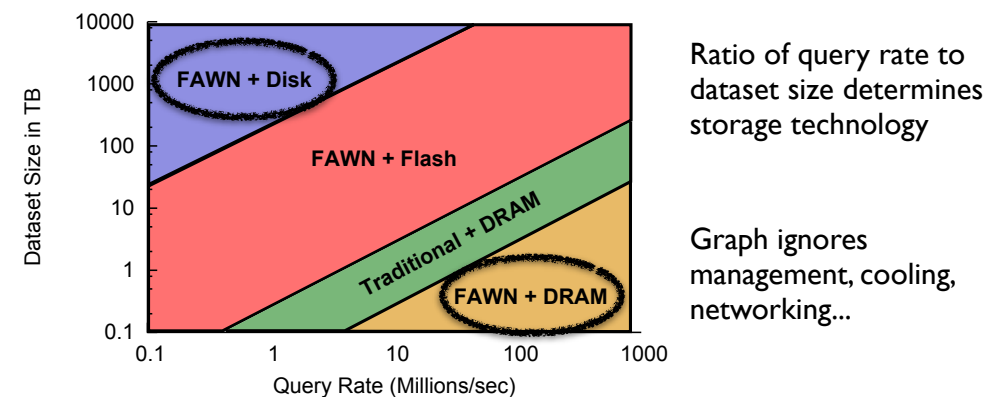 10000
1000
100
10
1
0.1
Dataset Size in TB
FAWN + Disk
FAWN + Flash
Traditional + DRAM
FAWN + DRAM
0.1 1 10 100 1000
Query Rate (Millions/sec)
Ratio of query rate to
dataset size determines
storage technology
Graph ignores
management, cooling,
networking...